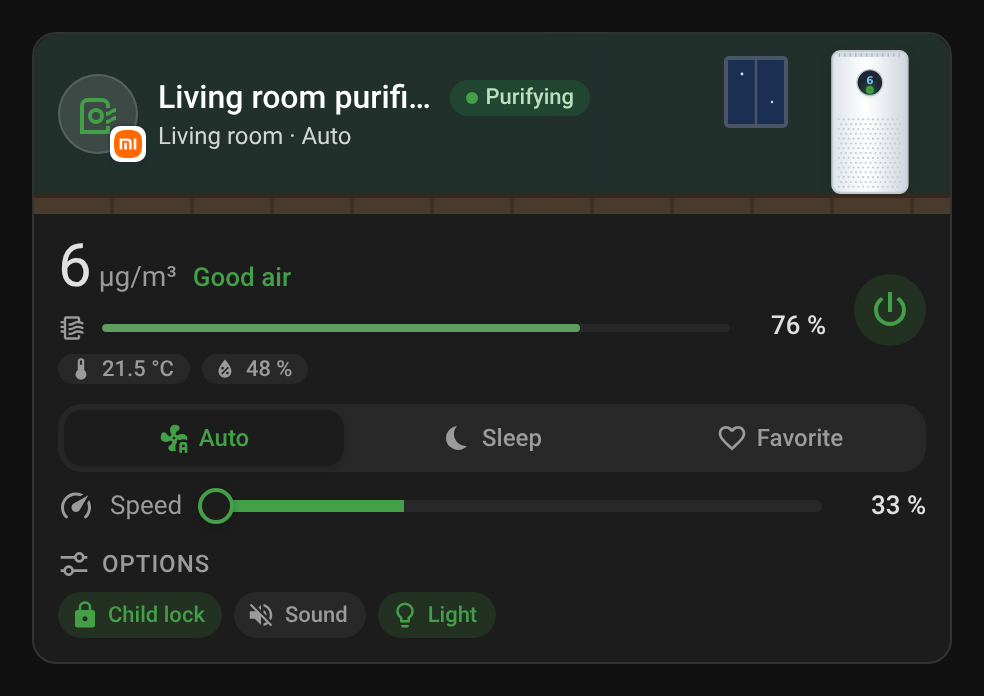 Living room purifi...
Purifying
Living room · Auto
6
6 µg/m³ Good air
76 %
21.5 °C
48 %
Auto
Sleep
Favorite
Speed
33 %
OPTIONS
Child lock
Sound
Light